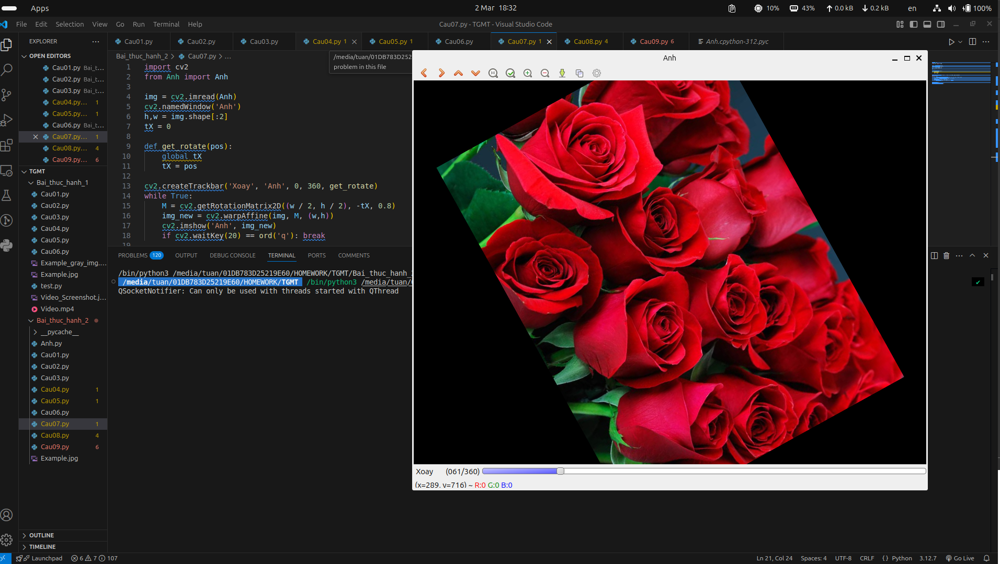 Apps
2 Mar 18:32
10%
43%
0.0 kB
0.2 kB
en
100%
File Edit Selection View Go Run Terminal Help
Cau07.py - TGMT - Visual Studio Code
EXPLORER
Cau01.py
Cau02.py
Cau03.py
Cau04.py 1
Cau05.py 1
Cau06.py
Cau07.py 1
Cau08.py 4
Cau09.py 6
Anh.cpython-312.pyc
OPEN EDITORS
Cau01.py Bai_t...
Cau02.py Bai_t...
Cau03.py Bai_t...
Cau04.py... 1
Cau05.py... 1
Cau06.py Bai_t...
Cau07.py... 1
Cau08.py... 4
Cau09.py... 6
TGMT
Bai_thuc_hanh_1
Cau01.py
Cau02.py
Cau03.py
Cau04.py
Cau05.py
Cau06.py
Example_gray_img....
Example.jpg
test.py
Video_Screenshot.j...
Video.mp4
Bai_thuc_hanh_2
__pycache__
Anh.py
Cau01.py
Cau02.py
Cau03.py
Cau04.py 1
Cau05.py 1
Cau06.py
Cau07.py 1
Cau08.py 4
Cau09.py 6
Example.jpg
OUTLINE
TIMELINE
Bai_thuc_hanh_2 > Cau07.py > ...
/media/tuan/01DB783D252
problem in this file
1 import cv2
2 from Anh import Anh
3
4 img = cv2.imread(Anh)
5 cv2.namedWindow('Anh')
6 h,w = img.shape[:2]
7 tX = 0
8
9 def get_rotate(pos):
10 global tX
11 tX = pos
12
13 cv2.createTrackbar('Xoay', 'Anh', 0, 360, get_rotate)
14 while True:
15 M = cv2.getRotationMatrix2D((w / 2, h / 2), -tX, 0.8)
16 img_new = cv2.warpAffine(img, M, (w,h))
17 cv2.imshow('Anh', img_new)
18 if cv2.waitKey(20) == ord('q'): break
19
PROBLEMS 120 OUTPUT DEBUG CONSOLE TERMINAL PORTS COMMENTS
/bin/python3 /media/tuan/01DB783D25219E60/HOMEWORK/TGMT/Bai_thuc_hanh_
/media/tuan/01DB783D25219E60/HOMEWORK/TGMT /bin/python3 /media/tuan/
QSocketNotifier: Can only be used with threads started with QThread
Anh
Xoay (061/360)
(x=289, y=716) ~ R:0 G:0 B:0
Launchpad 6 7 107
Ln 21, Col 24 Spaces: 4 UTF-8 CRLF {} Python 3.12.7 Go Live